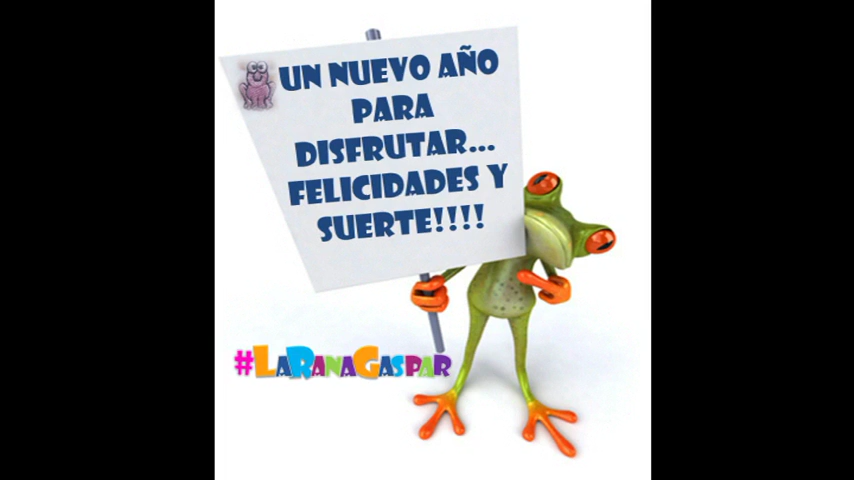 UN NUEVO AÑO
PARA
DISFRUTAR...
FELICIDADES Y
SUERTE!!!!
#LARANAGASPAR